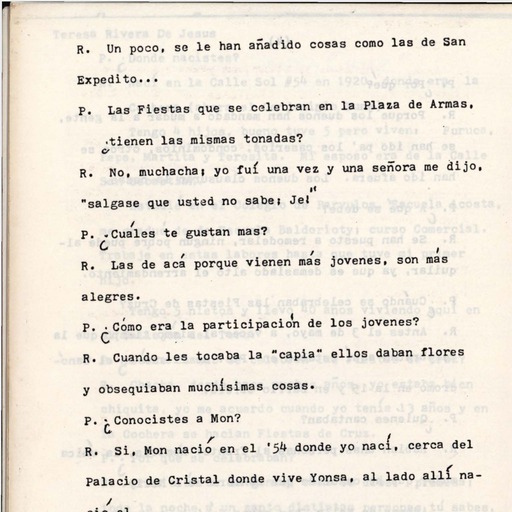 R. Un poco, se le han añadido cosas como las de San
Expedito...
P. Las Fiestas que se celebran en la Plaza de Armas,
¿tienen las mismas tonadas?
R. No, muchacha; yo fuí una vez y una señora me dijo,
"salgase que usted no sabe; Je!"
P. ¿Cuáles te gustan mas?
R. Las de acá porque vienen más jovenes, son más
alegres.
P. ¿Cómo era la participación de los jovenes?
R. Cuando les tocaba la "capia" ellos daban flores
y obsequiaban muchísimas cosas.
P. ¿Conocistes a Mon?
R. Si, Mon nació en el '54 donde yo nací, cerca del
Palacio de Cristal donde vive Yonsa, al lado allí na-